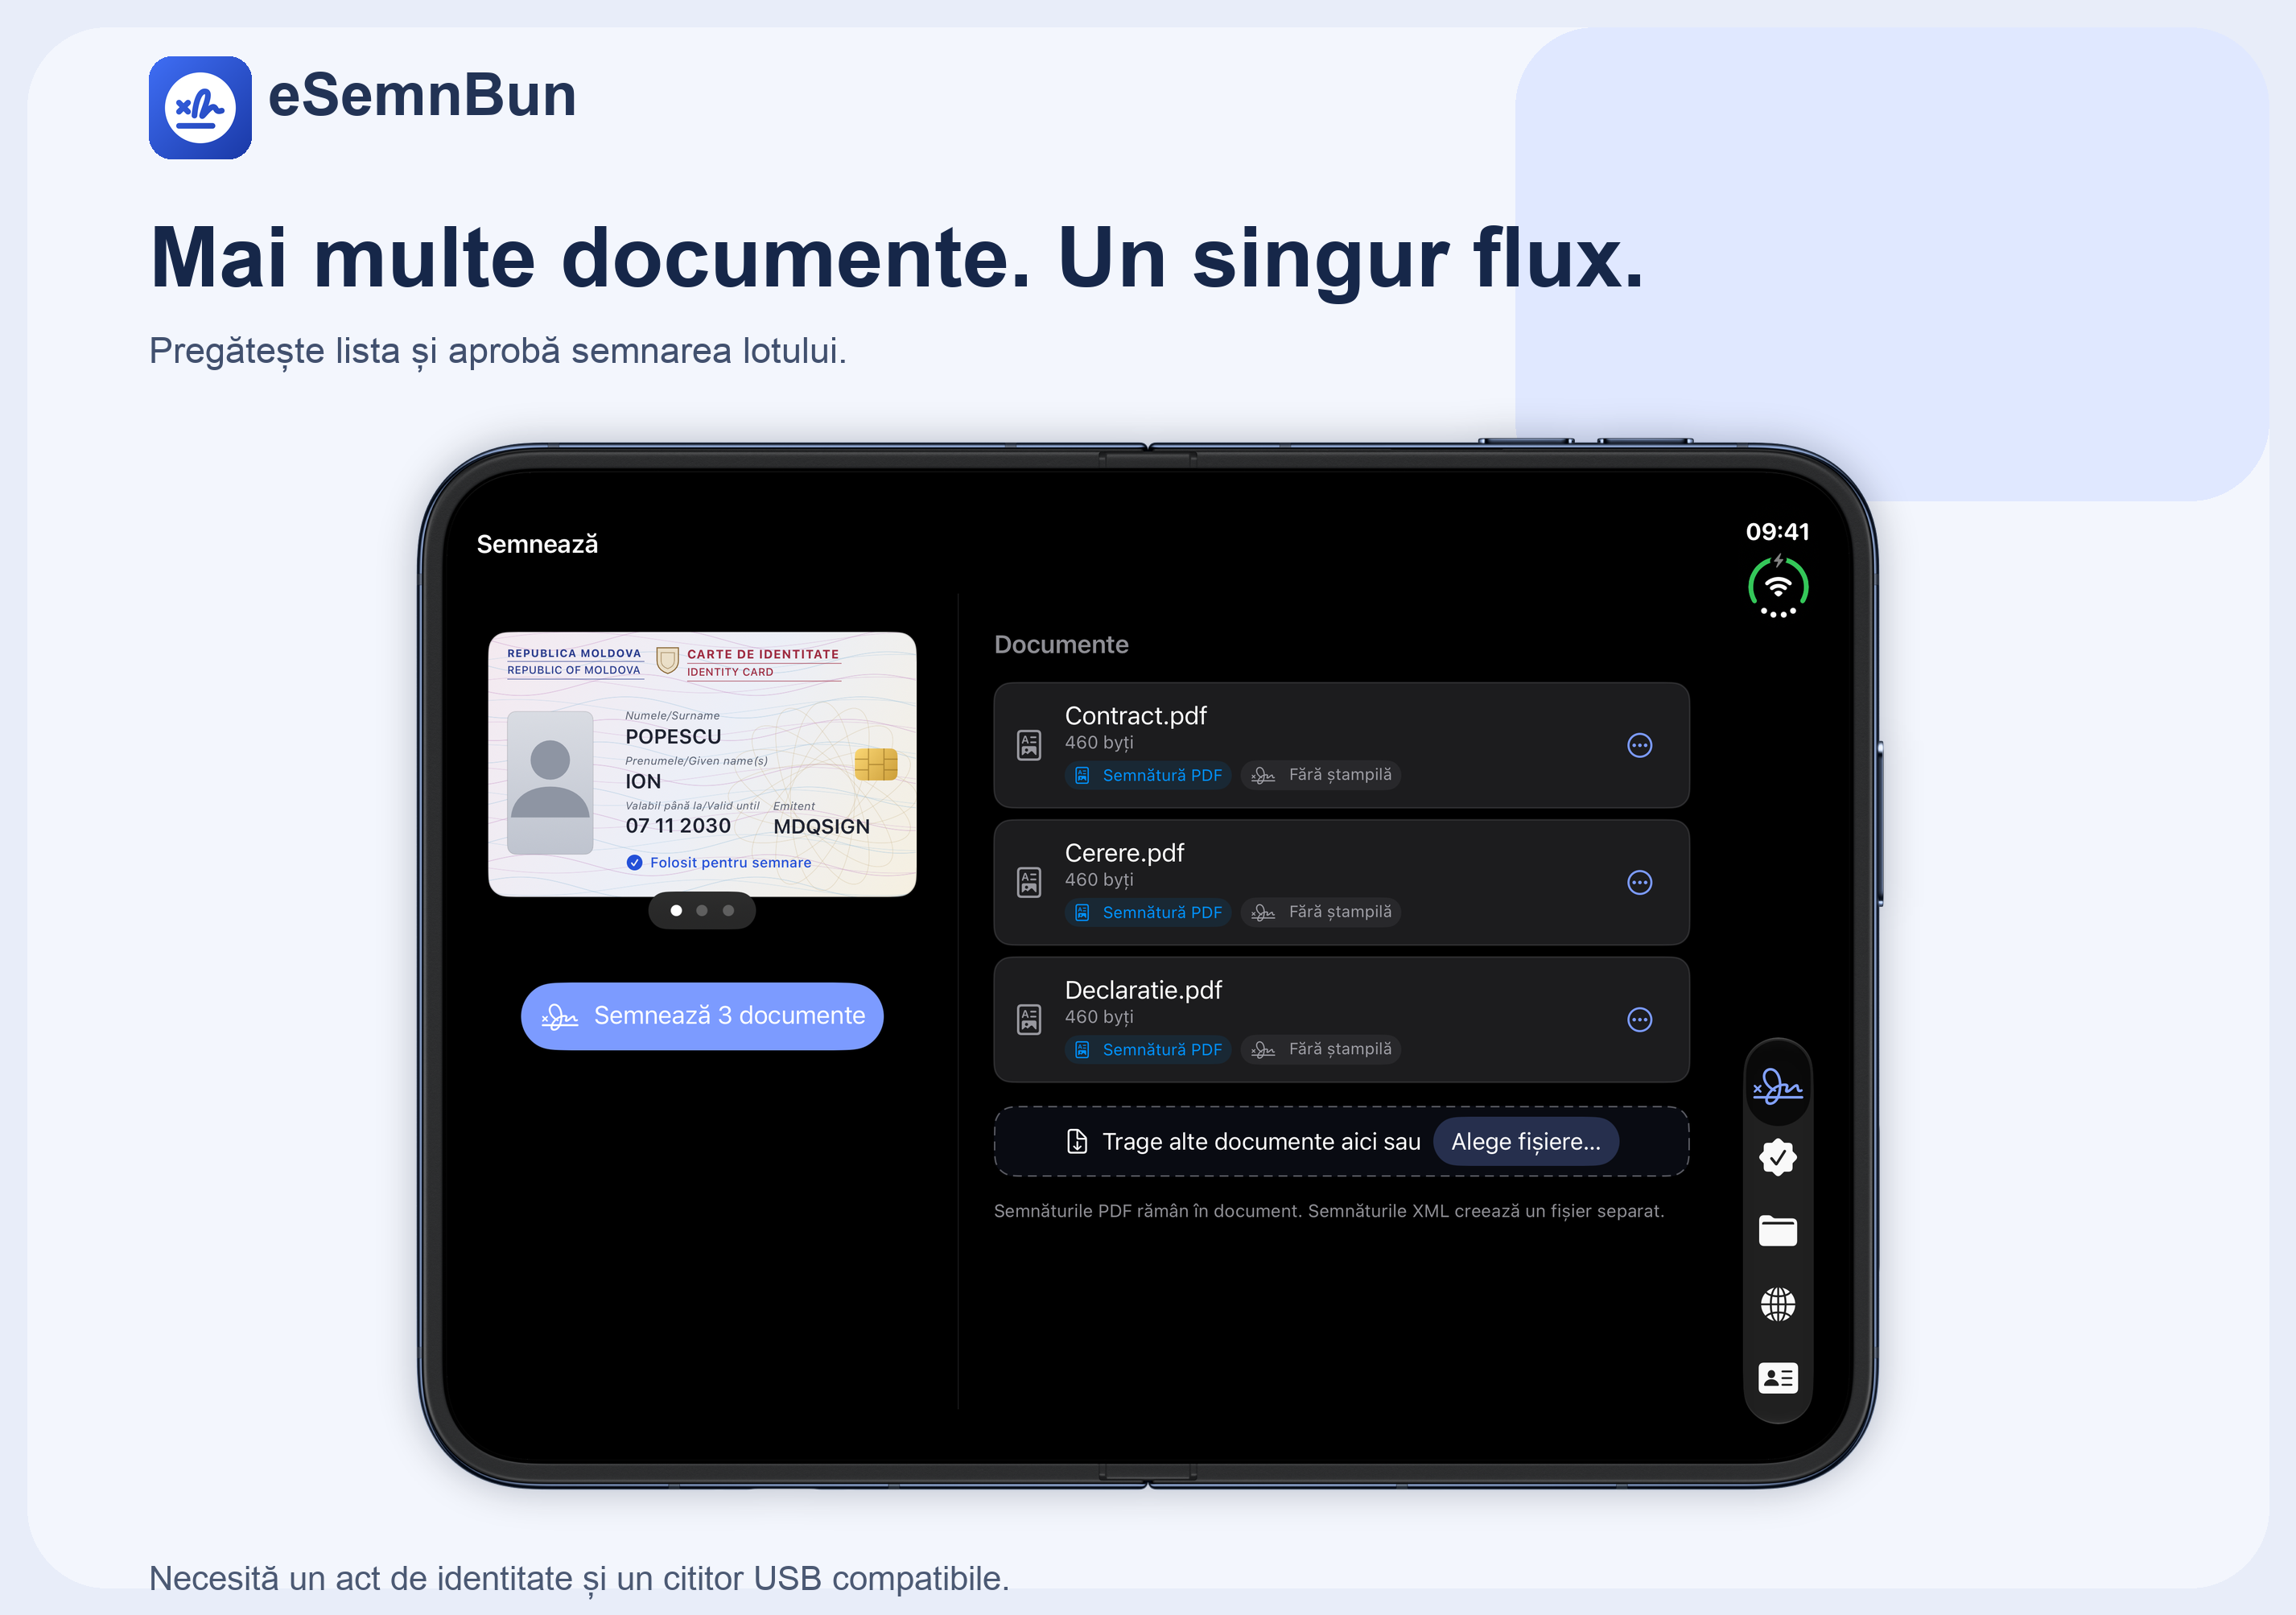 eSemnBun
Mai multe documente. Un singur flux.
Pregătește lista și aprobă semnarea lotului.
Semnează
09:41
REPUBLICA MOLDOVA
REPUBLIC OF MOLDOVA
CARTE DE IDENTITATE
IDENTITY CARD
Numele/Surname
POPESCU
Prenumele/Given name(s)
ION
Valabil până la/Valid until
Emitent
07 11 2030
MDQSIGN
Folosit pentru semnare
Semnează 3 documente
Documente
Contract.pdf
460 byți
Semnătură PDF
Fără ștampilă
Cerere.pdf
460 byți
Semnătură PDF
Fără ștampilă
Declaratie.pdf
460 byți
Semnătură PDF
Fără ștampilă
Trage alte documente aici sau
Alege fișiere...
Semnăturile PDF rămân în document. Semnăturile XML creează un fișier separat.
Necesită un act de identitate și un cititor USB compatibile.